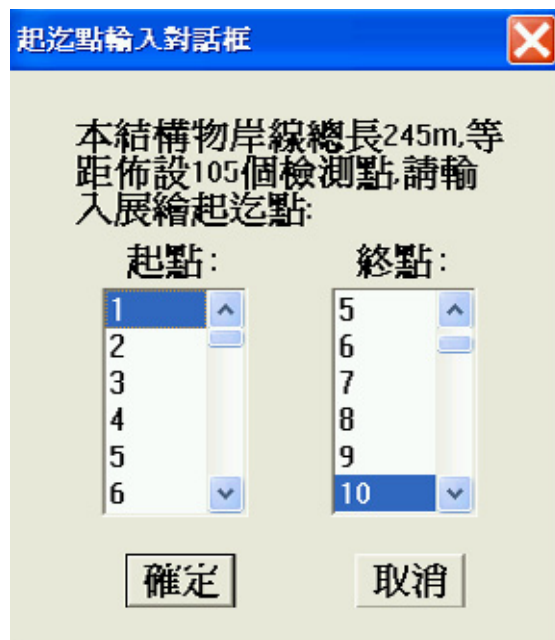 起迄點輸入對話框
本結構物岸線總長245m,等
距佈設105個檢測點,請輸
入展繪起迄點:
起點:
終點:
1
2
3
4
5
6
5
6
7
8
9
10
確定
取消